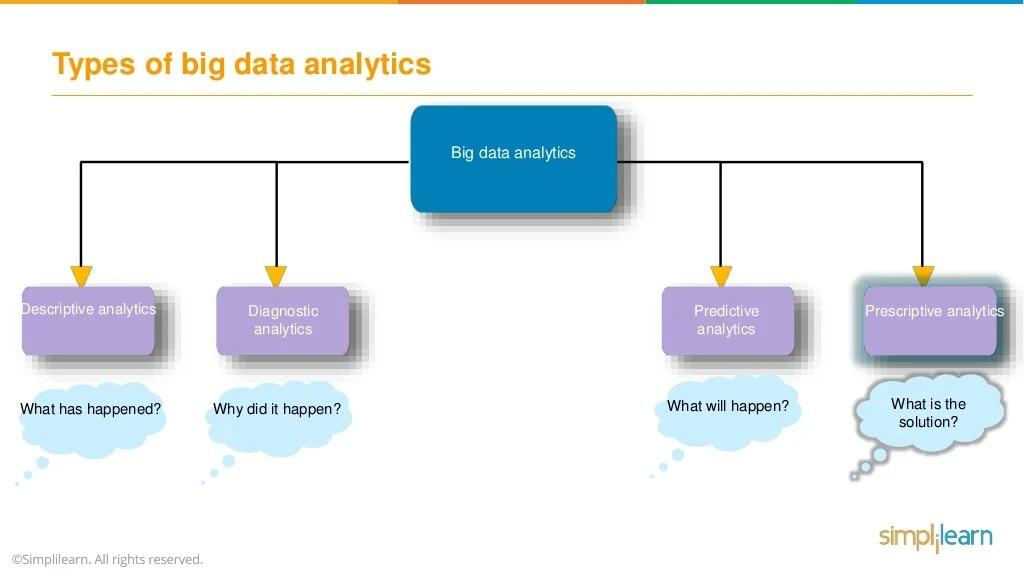 Types of big data analytics
Big data analytics
Descriptive analytics
Diagnostic
analytics
Predictive
analytics
Prescriptive analytics
What has happened?
Why did it happen?
What will happen?
What is the
solution?
simplilearn
©Simplilearn. All rights reserved.